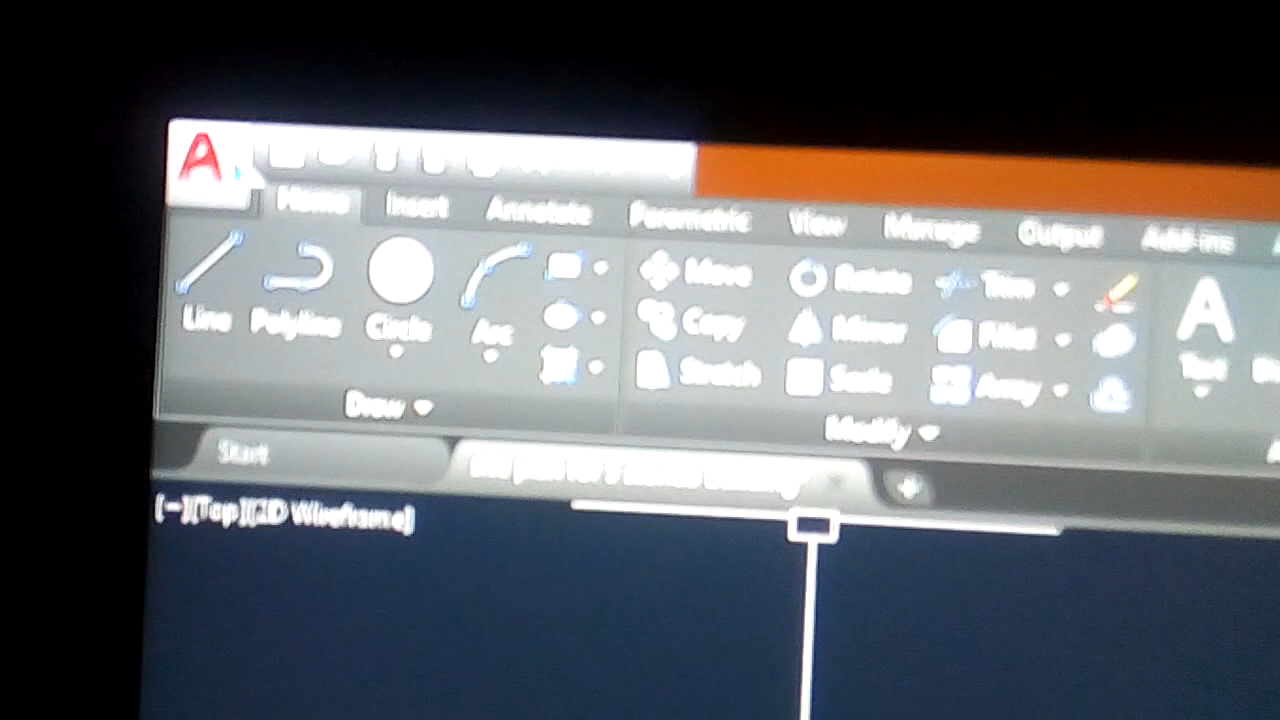 A
Home Insert Annotate Parametric View Manage Output Add-ins
Line Polyline Circle Arc
Move Rotate Trim
Copy Mirror Fillet
Stretch Scale Array
A
Text
Draw
Modify
Start
[−][Top][2D Wireframe]